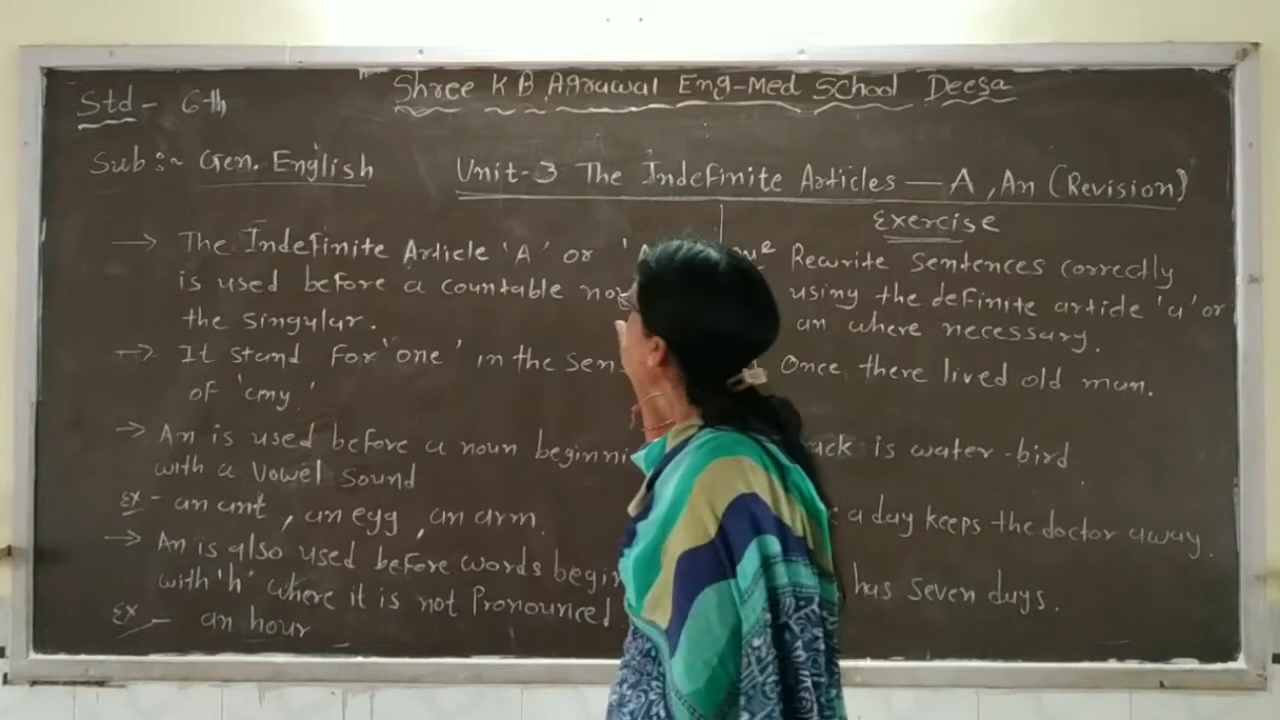 Shree K B Agrawal Eng-Med School Deesa
Std - 6th
Sub :- Gen. English
Unit-3 The Indefinite Articles — A, An (Revision)
→ The Indefinite Article 'A' or
is used before a countable
the singular.
→ It stand for 'one' in the
of 'any'
→ An is used before a noun
with a vowel sound
Ex - an ant, an egg, an arm
→ An is also used before words
with 'h' where it is not pronounced
Ex - an hour
Exercise
Rewrite sentences correctly
using the definite article 'a' or
an where necessary.
Once there lived old man.
is water-bird
a day keeps the doctor away.
has seven days.